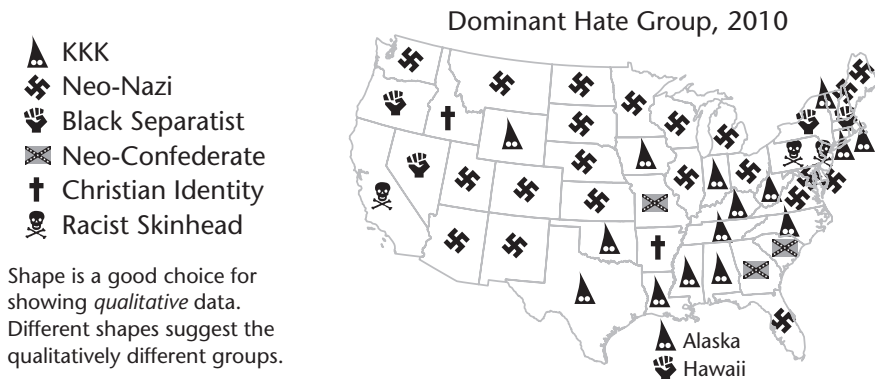 Dominant Hate Group, 2010
KKK
Neo-Nazi
Black Separatist
Neo-Confederate
Christian Identity
Racist Skinhead
Shape is a good choice for
showing qualitative data.
Different shapes suggest the
qualitatively different groups.
Alaska
Hawaii